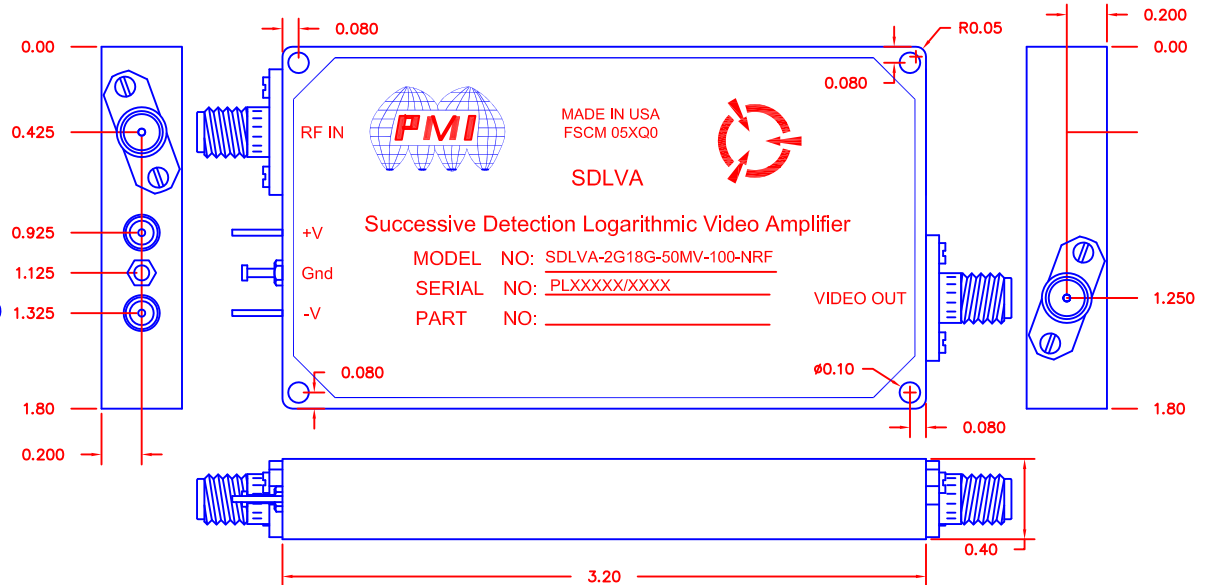 0.080
0.200
0.00
R0.05
0.00
0.080
MADE IN USA
FSCM 05XQ0
PMI
RF IN
0.425
SDLVA
Successive Detection Logarithmic Video Amplifier
0.925
+V
MODEL NO: SDLVA-2G18G-50MV-100-NRF
1.125
Gnd
SERIAL NO: PLXXXXX/XXXX
VIDEO OUT
1.250
1.325
-V
PART NO:
0.080
ø0.10
1.80
1.80
0.080
0.200
0.40
3.20